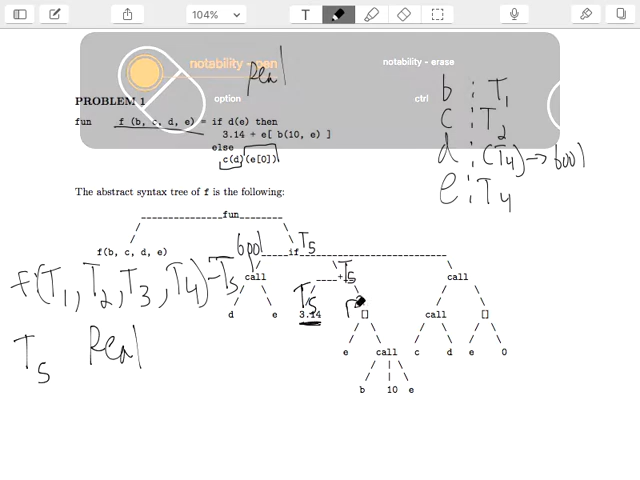 104%
T
notability - pen
notability - erase
real
option
ctrl
PROBLEM 1
fun f (b, c, d, e) = if d(e) then
3.14 + e[ b(10, e) ]
else
c(d)(e[0])
b : T1
c : T2
d : (T4) → bool
e : T4
The abstract syntax tree of f is the following:
fun
f(b, c, d, e) if T5
bool
call + T5 call
f(T1, T2, T3, T4) - T5
d e T5 3.14 r [] call []
T5 Real
e call c d e 0
b 10 e